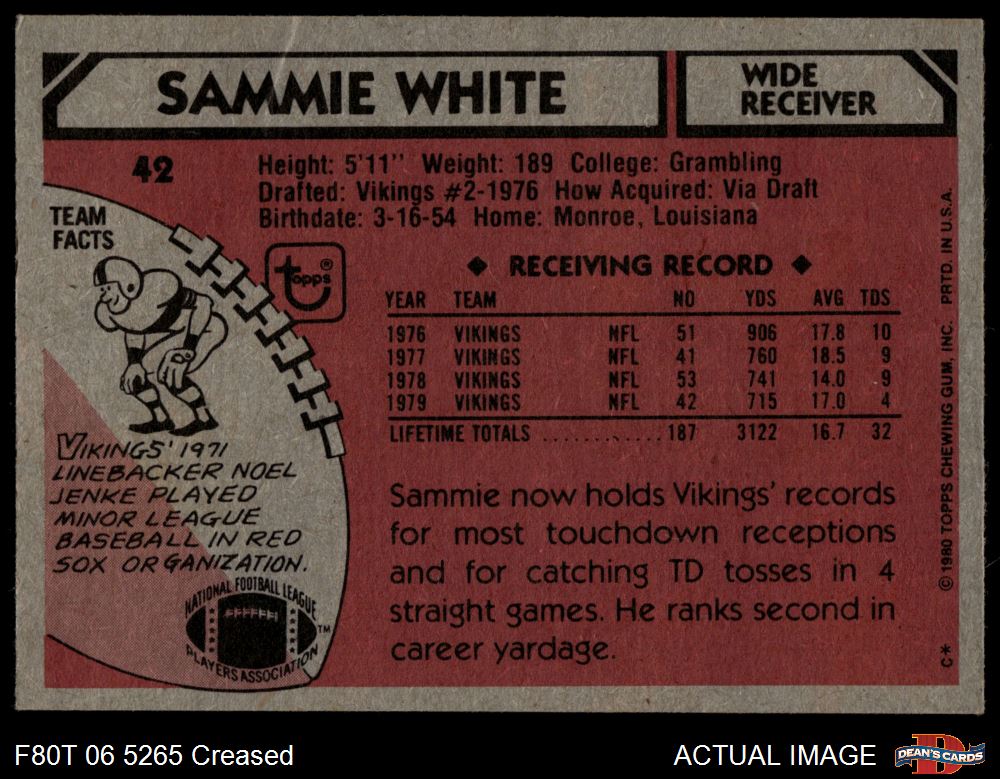 SAMMIE WHITE
WIDE
RECEIVER
42
Height: 5'11" Weight: 189 College: Grambling
Drafted: Vikings #2-1976 How Acquired: Via Draft
Birthdate: 3-16-54 Home: Monroe, Louisiana
TEAM
FACTS
topps®
VIKINGS' 1971
LINEBACKER NOEL
JENKE PLAYED
MINOR LEAGUE
BASEBALL IN RED
SOX ORGANIZATION.
NATIONAL FOOTBALL LEAGUE
PLAYERS ASSOCIATION
TM
◆ RECEIVING RECORD ◆
YEAR TEAM NO YDS AVG TDS
1976 VIKINGS NFL 51 906 17.8 10
1977 VIKINGS NFL 41 760 18.5 9
1978 VIKINGS NFL 53 741 14.0 9
1979 VIKINGS NFL 42 715 17.0 4
LIFETIME TOTALS ............ 187 3122 16.7 32
Sammie now holds Vikings' records
for most touchdown receptions
and for catching TD tosses in 4
straight games. He ranks second in
career yardage.
© 1980 TOPPS CHEWING GUM, INC. PRTD. IN U.S.A.
C*
F80T 06 5265 Creased
ACTUAL IMAGE
D
DEAN'S CARDS